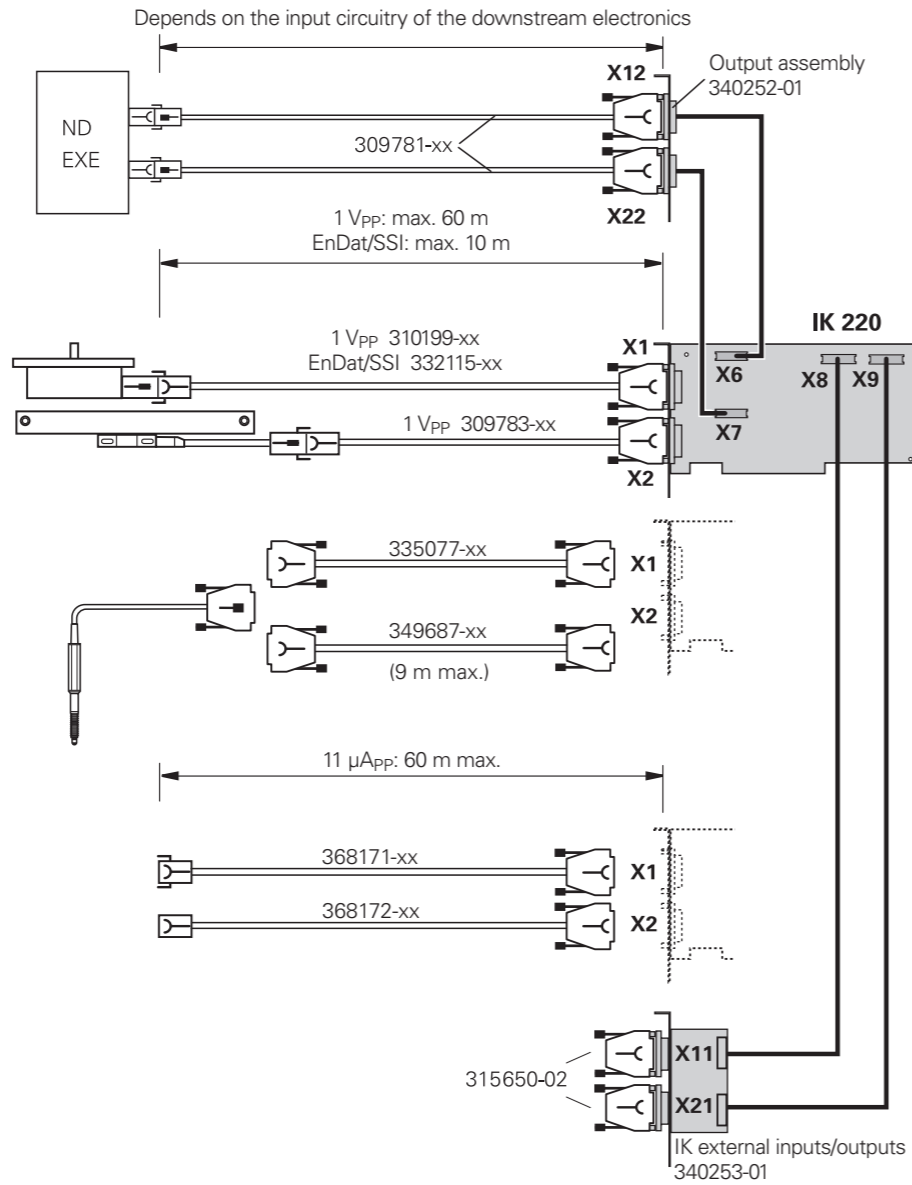 Depends on the input circuitry of the downstream electronics
X12
Output assembly
340252-01
ND
EXE
309781-xx
X22
1 VPP: max. 60 m
EnDat/SSI: max. 10 m
IK 220
1 VPP 310199-xx
EnDat/SSI 332115-xx
X1
X6
X8
X9
1 VPP 309783-xx
X7
X2
335077-xx
X1
X2
349687-xx
(9 m max.)
11 µAPP: 60 m max.
368171-xx
X1
368172-xx
X2
X11
315650-02
X21
IK external inputs/outputs
340253-01